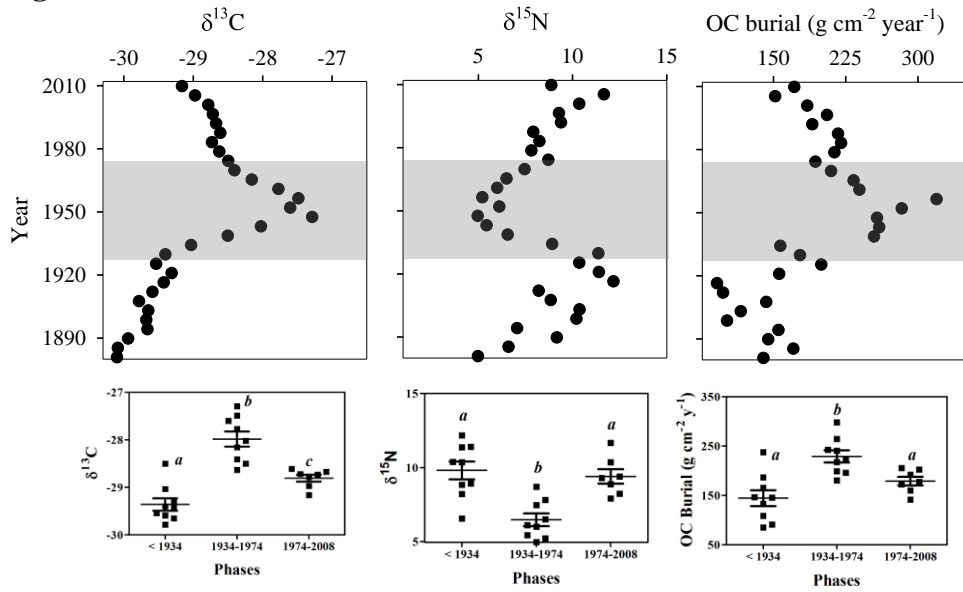 δ13C
δ15N
OC burial (g cm-2 year-1)
-30 -29 -28 -27
5 10 15
150 225 300
2010
1980
1950
1920
1890
Year
-27
-28
-29
-30
δ13C
a
b
c
< 1934 1934-1974 1974-2008
Phases
15
10
5
δ15N
a
b
a
< 1934 1934-1974 1974-2008
Phases
350
250
150
50
OC Burial (g cm-2 y-1)
a
b
a
< 1934 1934-1974 1974-2008
Phases